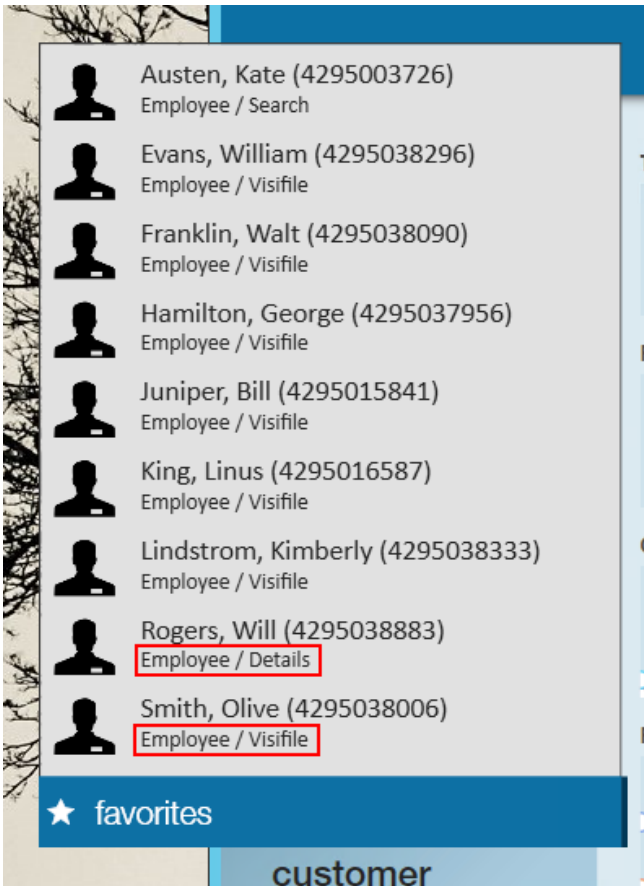 Austen, Kate (4295003726)
Employee / Search
Evans, William (4295038296)
Employee / Visifile
Franklin, Walt (4295038090)
Employee / Visifile
Hamilton, George (4295037956)
Employee / Visifile
Juniper, Bill (4295015841)
Employee / Visifile
King, Linus (4295016587)
Employee / Visifile
Lindstrom, Kimberly (4295038333)
Employee / Visifile
Rogers, Will (4295038883)
Employee / Details
Smith, Olive (4295038006)
Employee / Visifile
favorites
customer